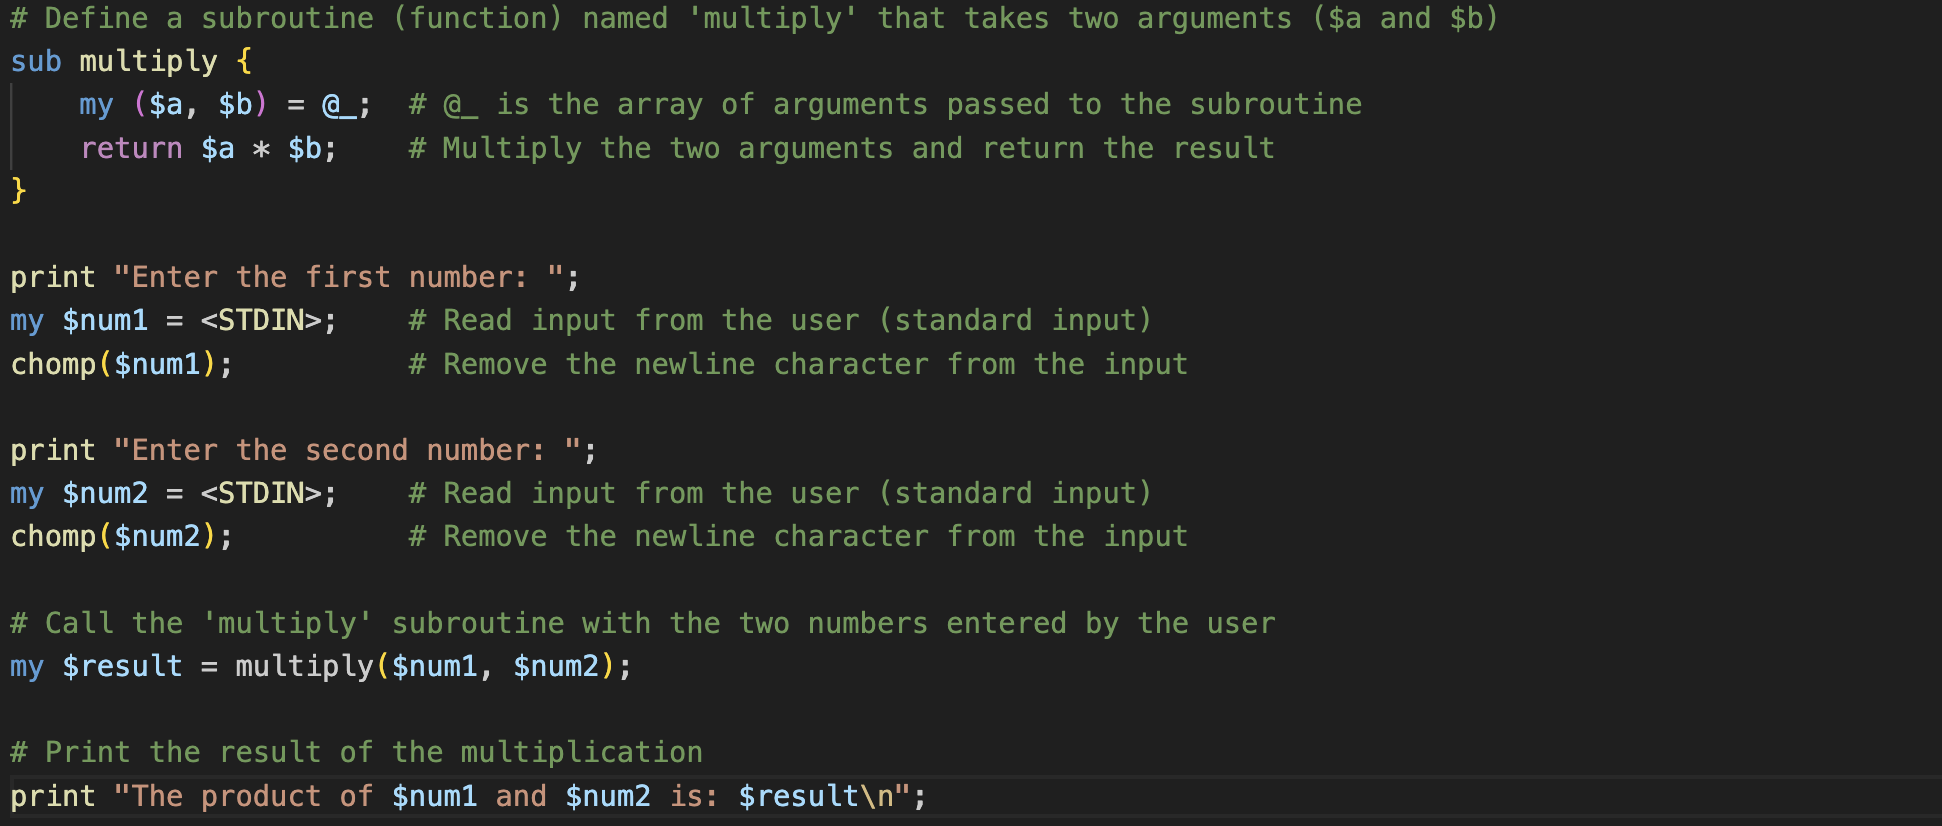 # Define a subroutine (function) named 'multiply' that takes two arguments ($a and $b)
sub multiply {
    my ($a, $b) = @_;  # @_ is the array of arguments passed to the subroutine
    return $a * $b;    # Multiply the two arguments and return the result
}

print "Enter the first number: ";
my $num1 = <STDIN>;    # Read input from the user (standard input)
chomp($num1);          # Remove the newline character from the input

print "Enter the second number: ";
my $num2 = <STDIN>;    # Read input from the user (standard input)
chomp($num2);          # Remove the newline character from the input

# Call the 'multiply' subroutine with the two numbers entered by the user
my $result = multiply($num1, $num2);

# Print the result of the multiplication
print "The product of $num1 and $num2 is: $result\n";